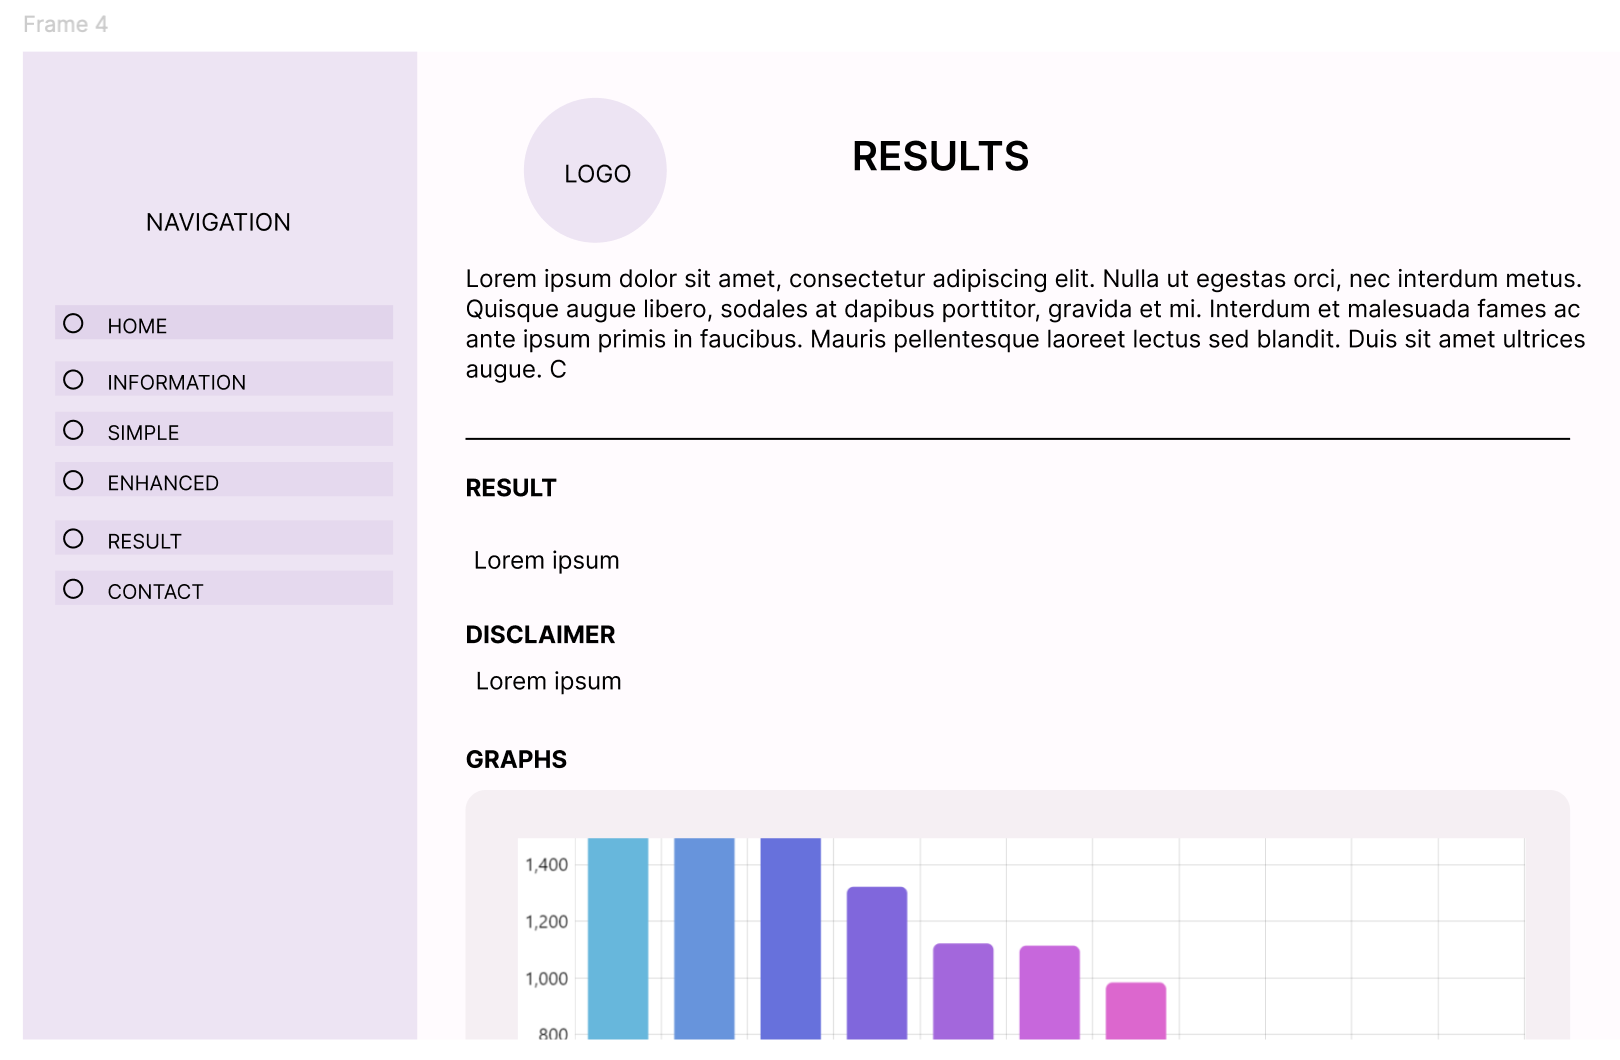 Frame 4
NAVIGATION
HOME
INFORMATION
SIMPLE
ENHANCED
RESULT
CONTACT
LOGO
RESULTS
Lorem ipsum dolor sit amet, consectetur adipiscing elit. Nulla ut egestas orci, nec interdum metus.
Quisque augue libero, sodales at dapibus porttitor, gravida et mi. Interdum et malesuada fames ac
ante ipsum primis in faucibus. Mauris pellentesque laoreet lectus sed blandit. Duis sit amet ultrices
augue. C
RESULT
Lorem ipsum
DISCLAIMER
Lorem ipsum
GRAPHS
1,400
1,200
1,000
800